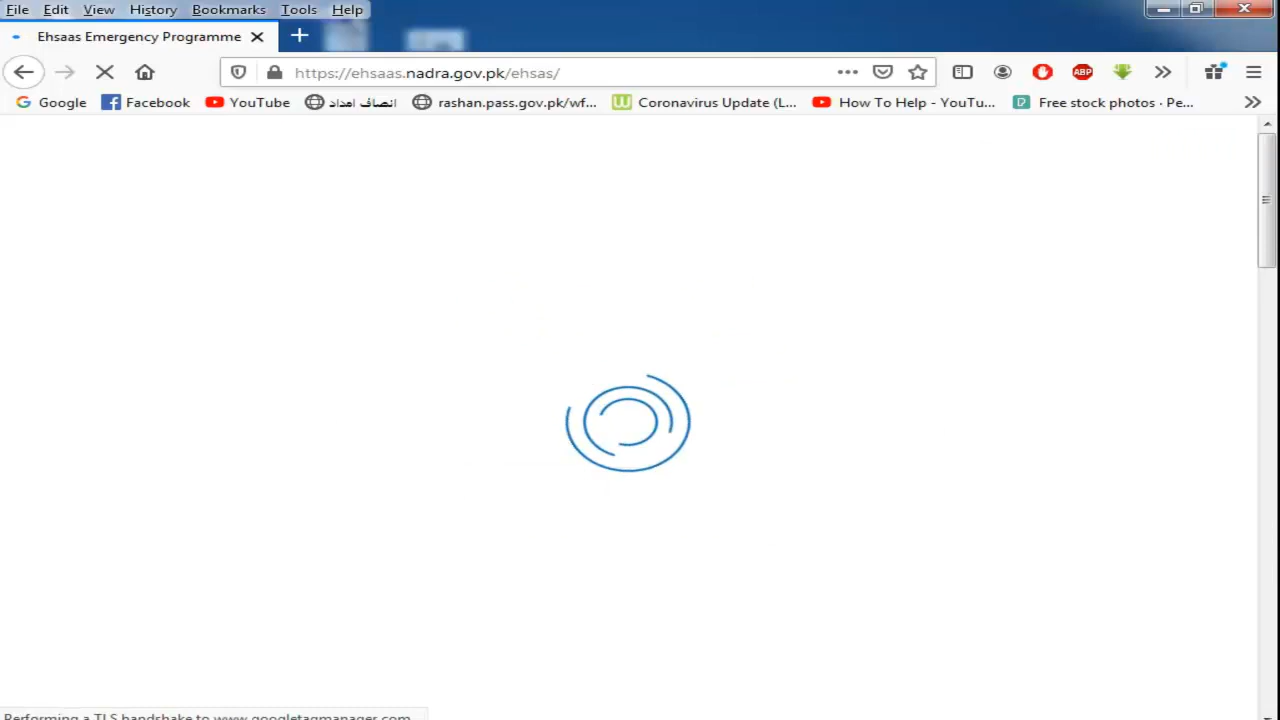 File Edit View History Bookmarks Tools Help
Ehsaas Emergency Programme
https://ehsaas.nadra.gov.pk/ehsas/
ABP
Google Facebook YouTube انصاف امداد rashan.pass.gov.pk/wf... Coronavirus Update (L... How To Help - YouTu... Free stock photos · Pe...
Performing a TLS handshake to www.googletagmanager.com...